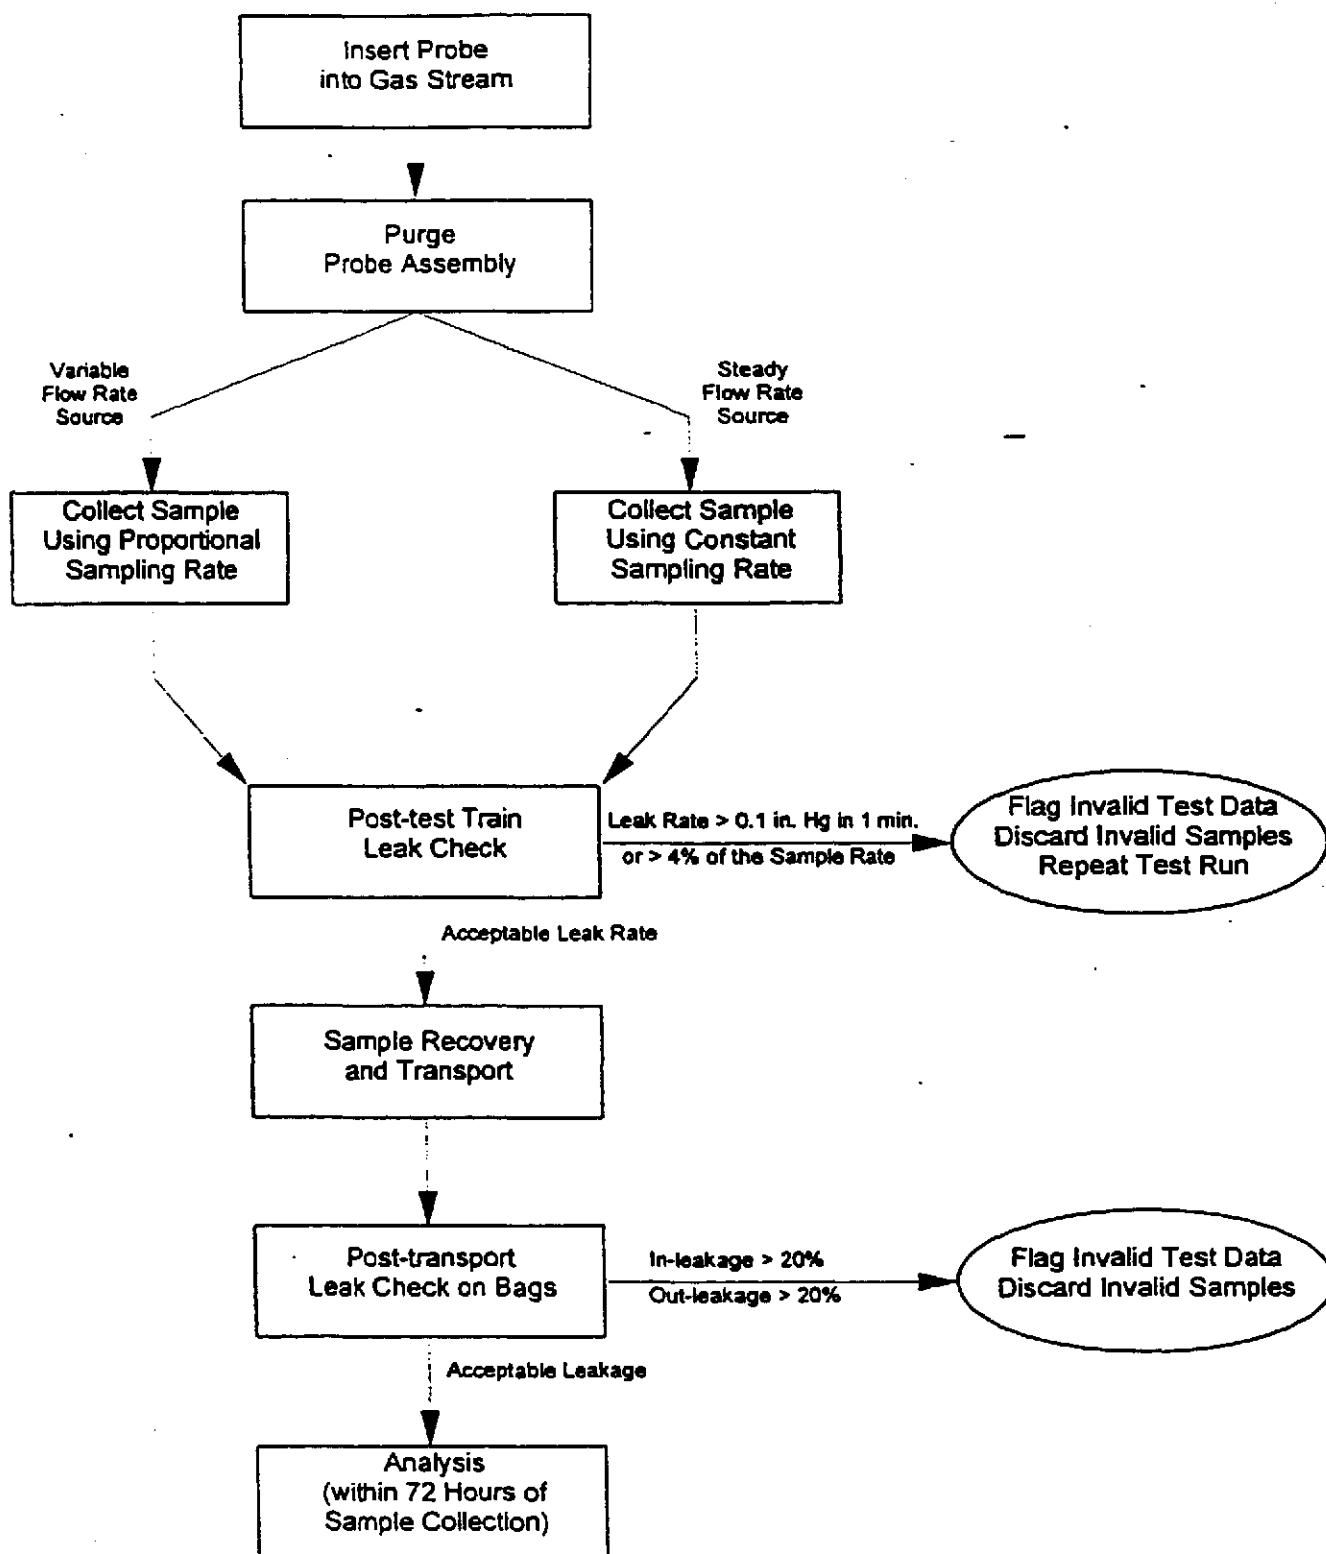 Insert Probe
into Gas Stream
Purge
Probe Assembly
Variable
Flow Rate
Source
Steady
Flow Rate
Source
Collect Sample
Using Proportional
Sampling Rate
Collect Sample
Using Constant
Sampling Rate
Post-test Train
Leak Check
Leak Rate > 0.1 in. Hg in 1 min.
or > 4% of the Sample Rate
Flag Invalid Test Data
Discard Invalid Samples
Repeat Test Run
Acceptable Leak Rate
Sample Recovery
and Transport
Post-transport
Leak Check on Bags
In-leakage > 20%
Out-leakage > 20%
Flag Invalid Test Data
Discard Invalid Samples
Acceptable Leakage
Analysis
(within 72 Hours of
Sample Collection)